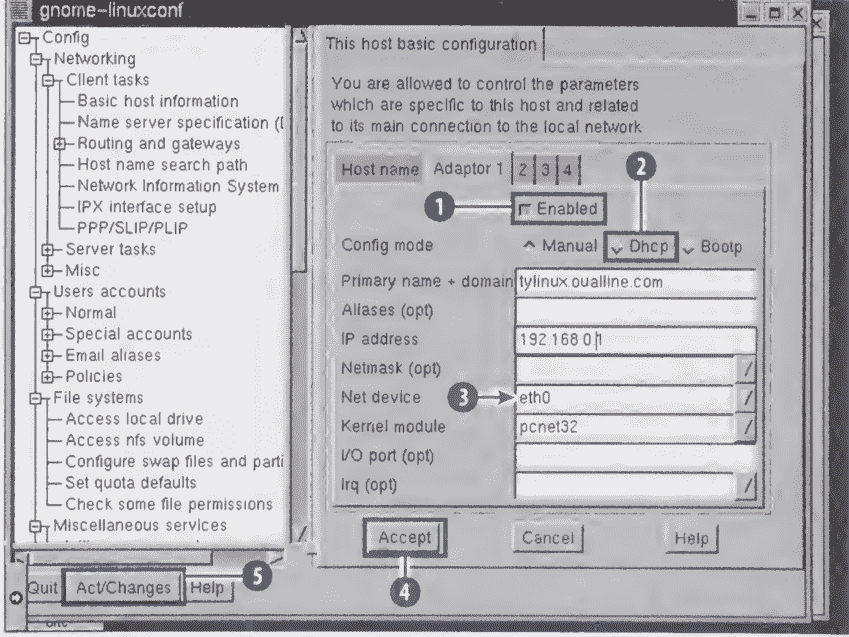 gnome-linuxconf
Config
Networking
Client tasks
Basic host information
Name server specification (
Routing and gateways
Host name search path
Network Information System
IPX interface setup
PPP/SLIP/PLIP
Server tasks
Misc
Users accounts
Normal
Special accounts
Email aliases
Policies
File systems
Access local drive
Access nfs volume
Configure swap files and parti
Set quota defaults
Check some file permissions
Miscellaneous services
Quit Act/Changes Help
5
This host basic configuration
You are allowed to control the parameters
which are specific to this host and related
to its main connection to the local network
Host name Adaptor 1 2 3 4
2
1 Enabled
Config mode Manual Dhcp Bootp
Primary name + domain tylinux.oualline.com
Aliases (opt)
IP address 192.168.0.1
Netmask (opt)
Net device 3 eth0
Kernel module pcnet32
I/O port (opt)
Irq (opt)
Accept Cancel Help
4